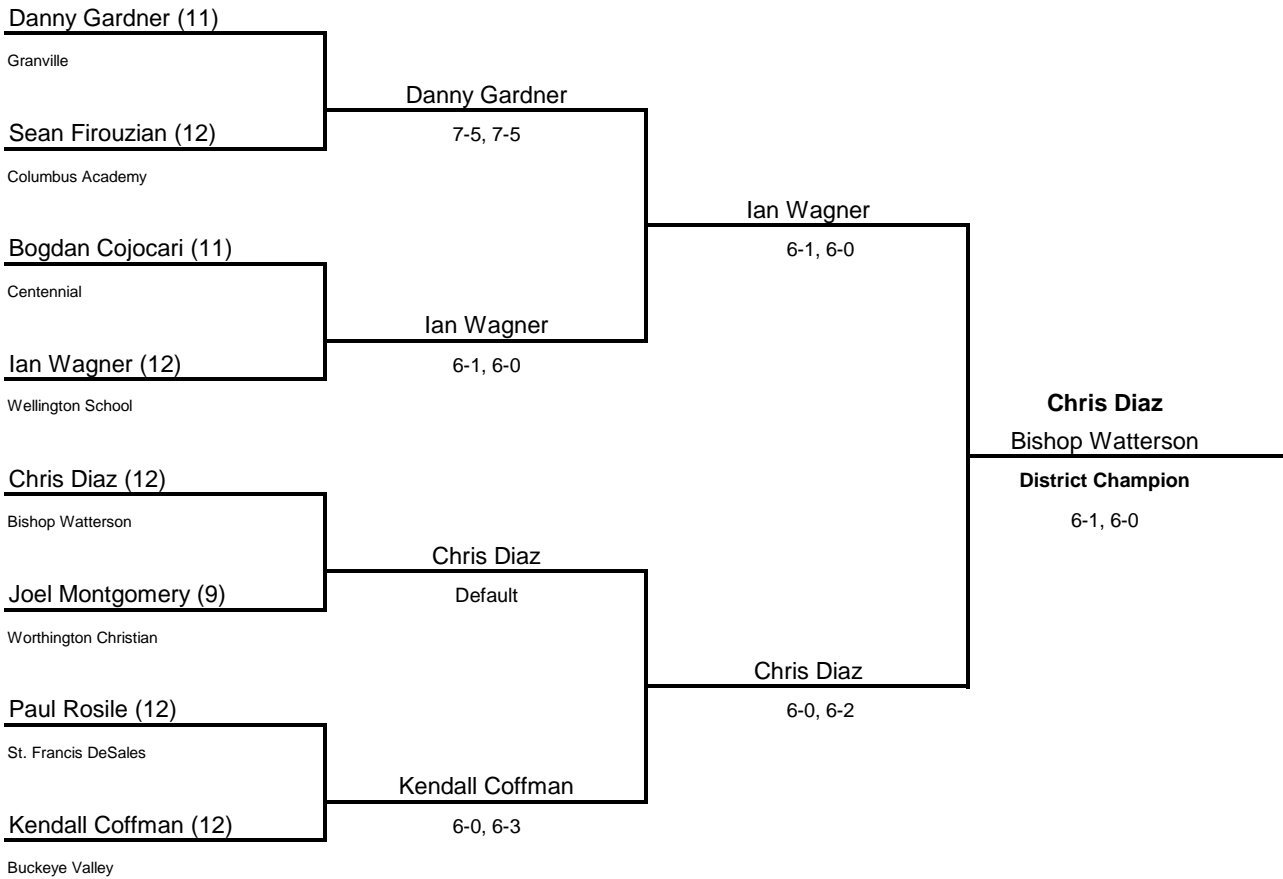 Danny Gardner (11)
Granville
Danny Gardner
Sean Firouzian (12)
7-5, 7-5
Columbus Academy
Ian Wagner
Bogdan Cojocari (11)
6-1, 6-0
Centennial
Ian Wagner
Ian Wagner (12)
6-1, 6-0
Wellington School
Chris Diaz
Bishop Watterson
Chris Diaz (12)
District Champion
Bishop Watterson
6-1, 6-0
Chris Diaz
Joel Montgomery (9)
Default
Worthington Christian
Chris Diaz
Paul Rosile (12)
6-0, 6-2
St. Francis DeSales
Kendall Coffman
Kendall Coffman (12)
6-0, 6-3
Buckeye Valley